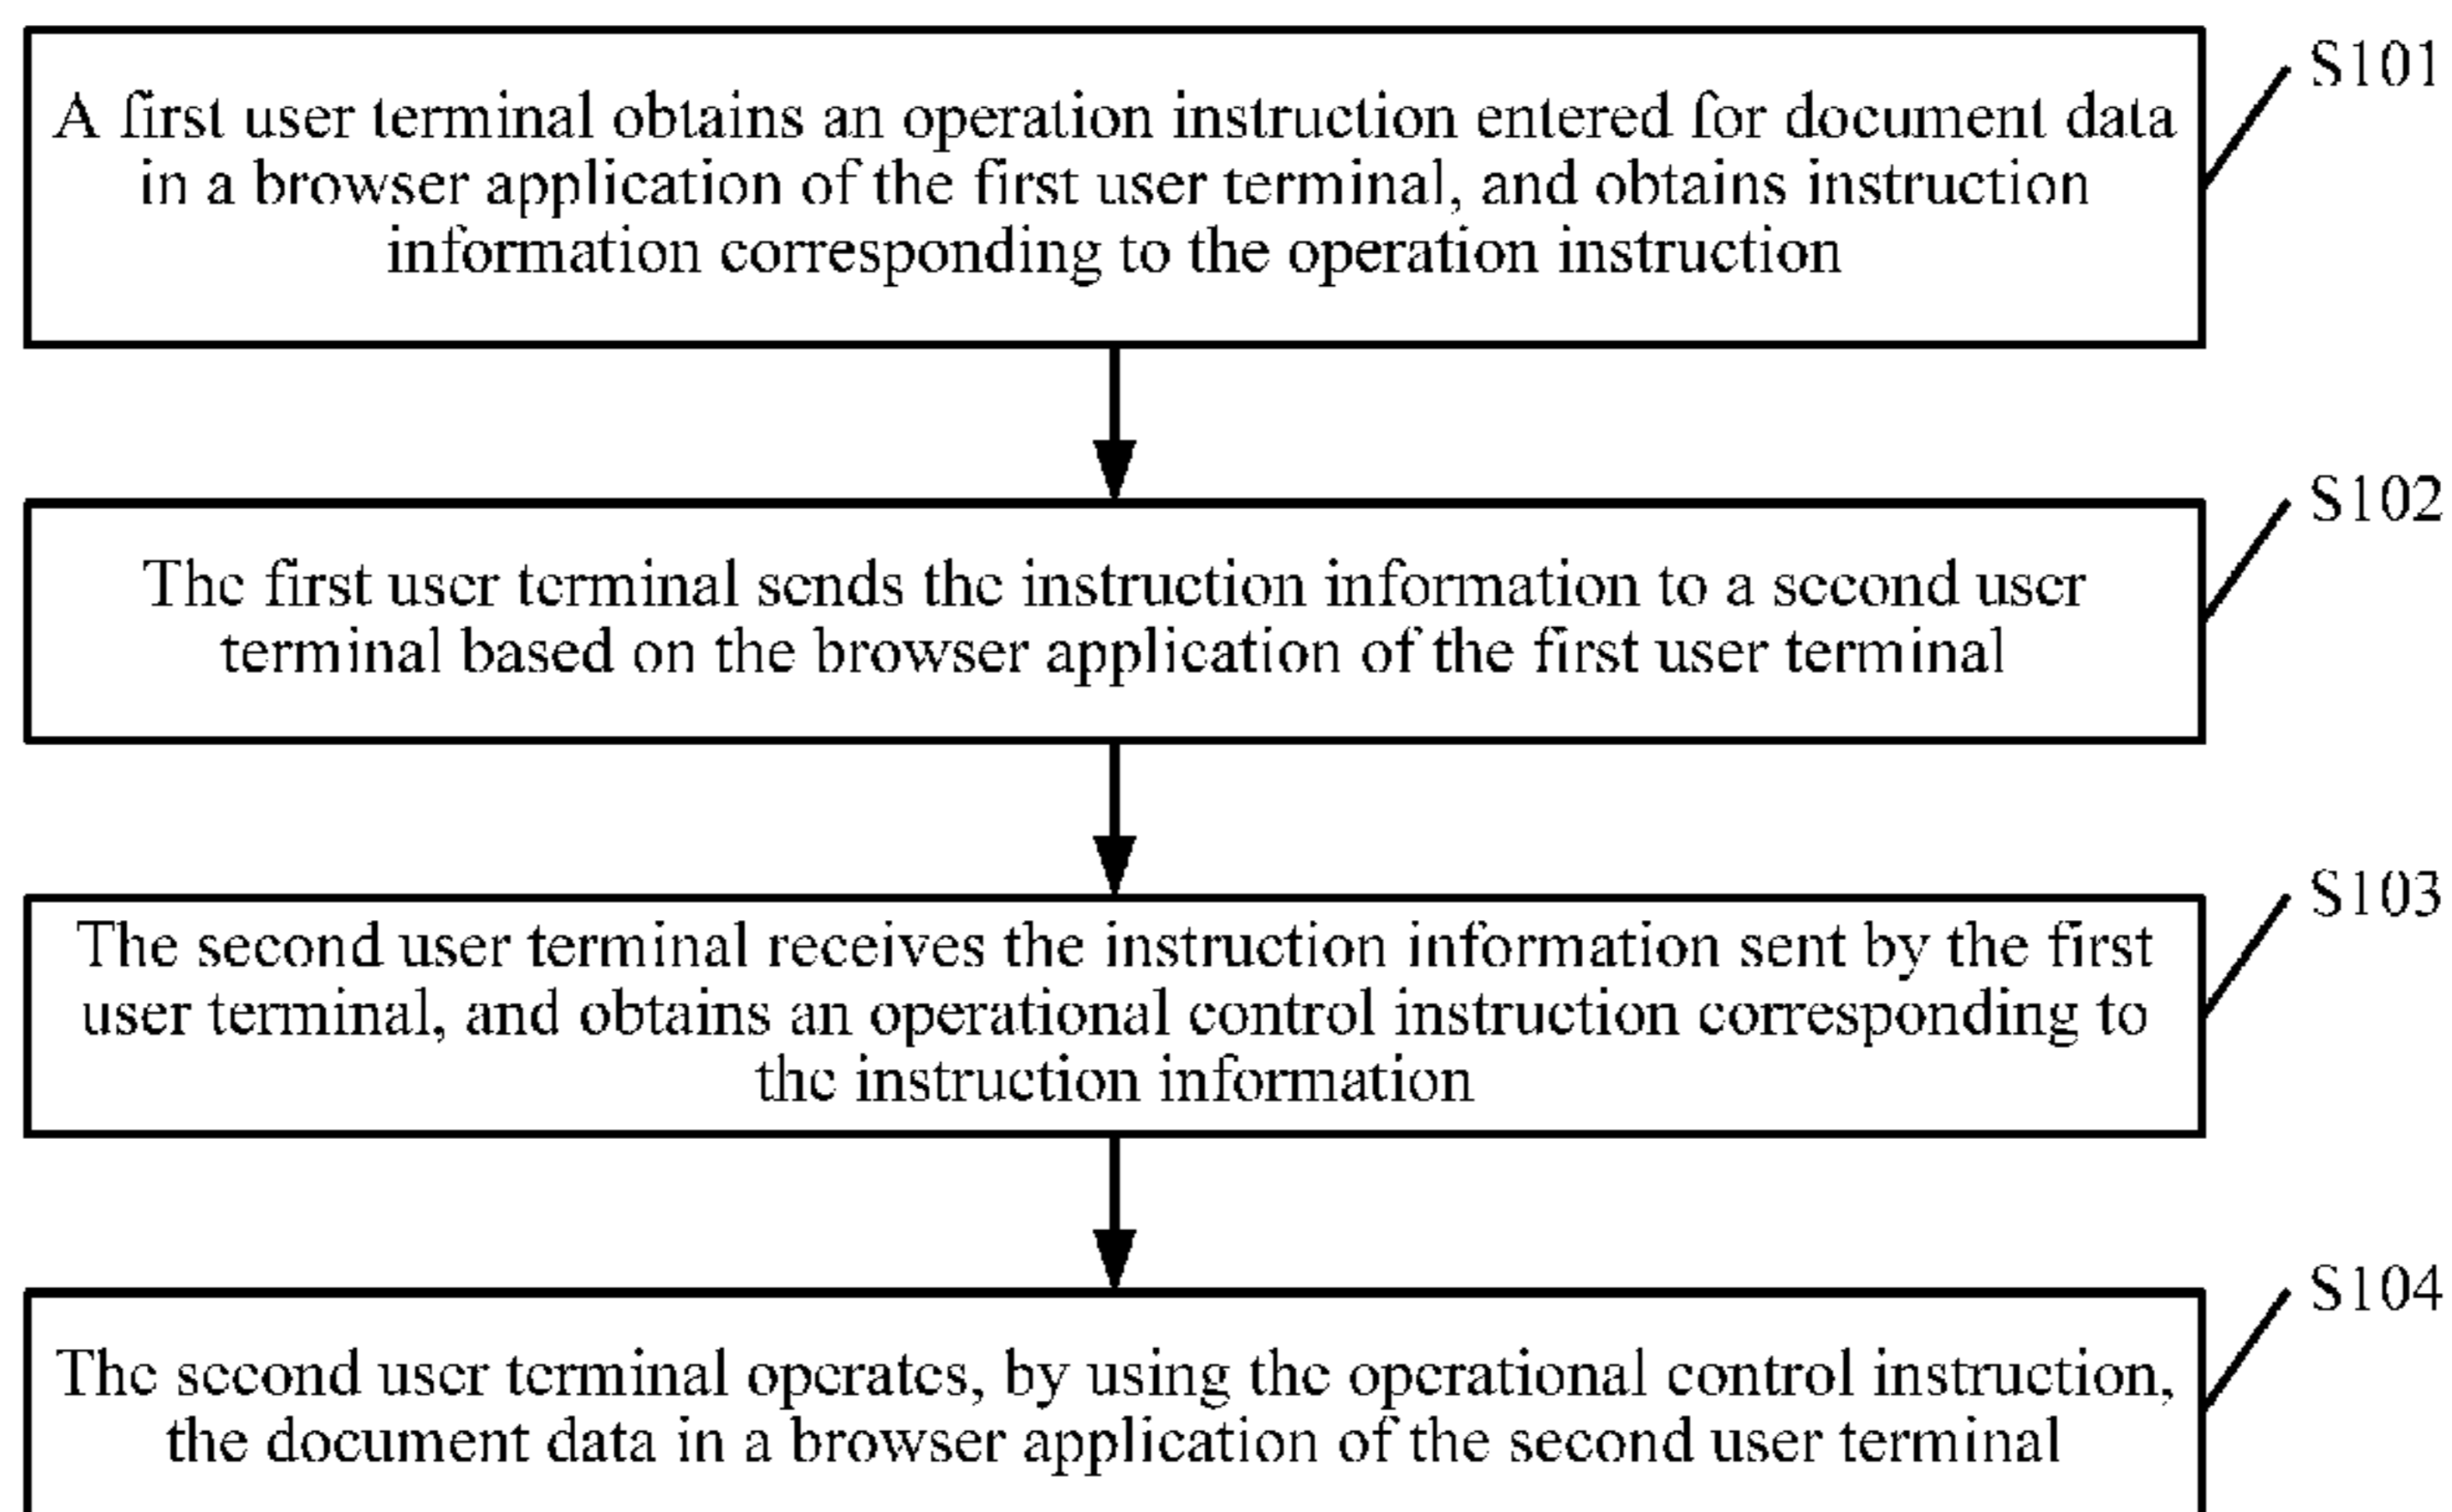 S101
A first user terminal obtains an operation instruction entered for document data
in a browser application of the first user terminal, and obtains instruction
information corresponding to the operation instruction
S102
The first user terminal sends the instruction information to a second user
terminal based on the browser application of the first user terminal
S103
The second user terminal receives the instruction information sent by the first
user terminal, and obtains an operational control instruction corresponding to
the instruction information
S104
The second user terminal operates, by using the operational control instruction,
the document data in a browser application of the second user terminal